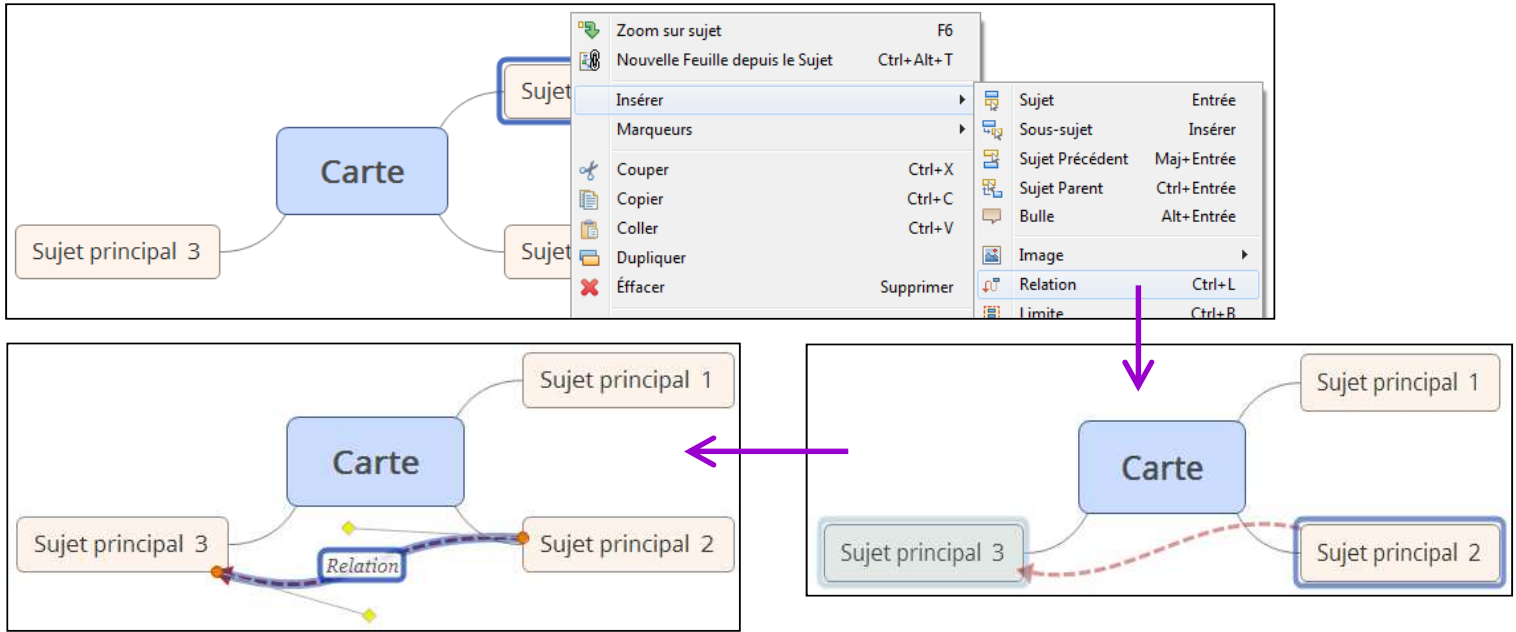 Zoom sur sujet F6
Nouvelle Feuille depuis le Sujet Ctrl+Alt+T
Sujet
Insérer
Marqueurs
Carte
Couper Ctrl+X
Copier Ctrl+C
Coller Ctrl+V
Sujet principal 3
Sujet
Dupliquer
Éffacer Supprimer
Sujet Entrée
Sous-sujet Insérer
Sujet Précédent Maj+Entrée
Sujet Parent Ctrl+Entrée
Bulle Alt+Entrée
Image
Relation Ctrl+L
Limite Ctrl+B
Sujet principal 1
Carte
Sujet principal 3
Sujet principal 2
Relation
Sujet principal 1
Carte
Sujet principal 3
Sujet principal 2